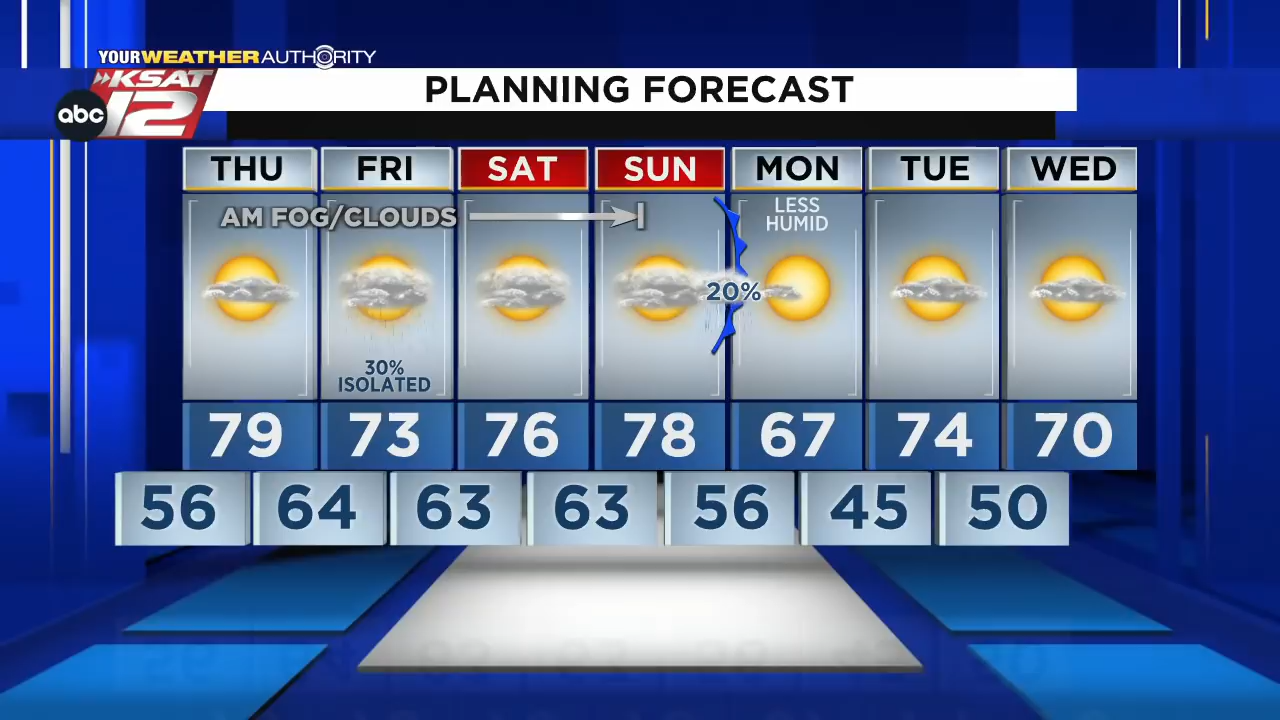 YOURWEATHERAUTHORITY
KSAT
abc 12
PLANNING FORECAST
THU FRI SAT SUN MON TUE WED
AM FOG/CLOUDS
LESS
HUMID
20%
30%
ISOLATED
79 73 76 78 67 74 70
56 64 63 63 56 45 50